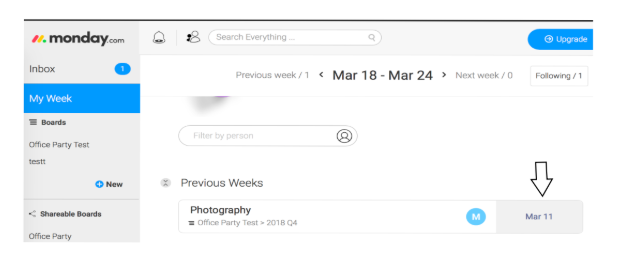 monday.com
Search Everything ...
Upgrade
Inbox 1
Previous week / 1 < Mar 18 - Mar 24 > Next week / 0
Following / 1
My Week
Boards
Filter by person
Office Party Test
testt
New
Previous Weeks
Shareable Boards
Photography
Office Party Test > 2018 Q4
M
Mar 11
Office Party